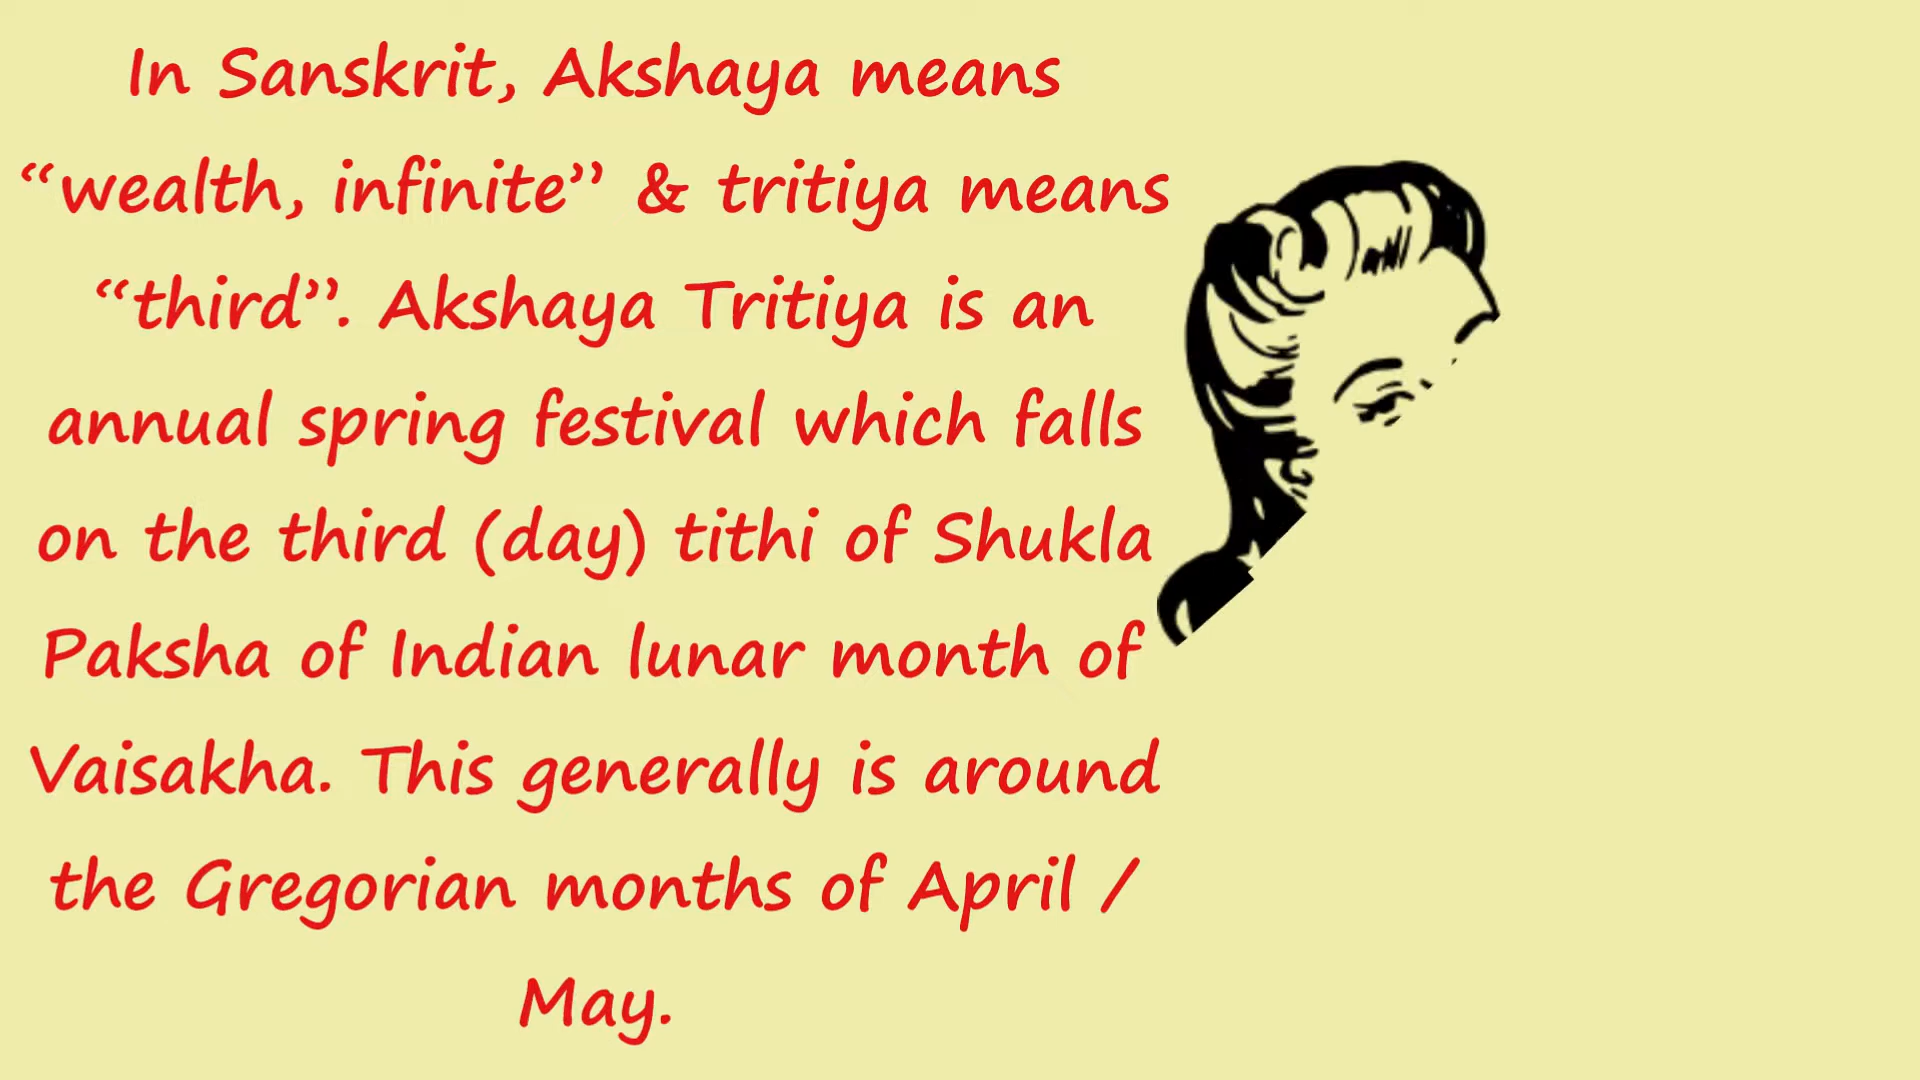 In Sanskrit, Akshaya means
“wealth, infinite” & tritiya means
“third”. Akshaya Tritiya is an
annual spring festival which falls
on the third (day) tithi of Shukla
Paksha of Indian lunar month of
Vaisakha. This generally is around
the Gregorian months of April /
May.